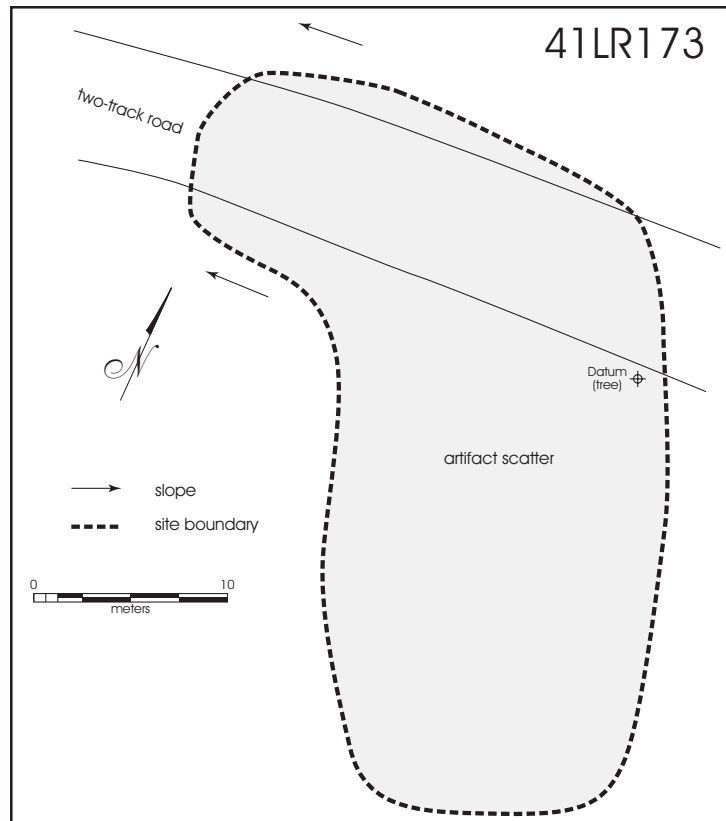 41LR173
two-track road
N
Datum
(tree)
artifact scatter
slope
site boundary
0 10
meters